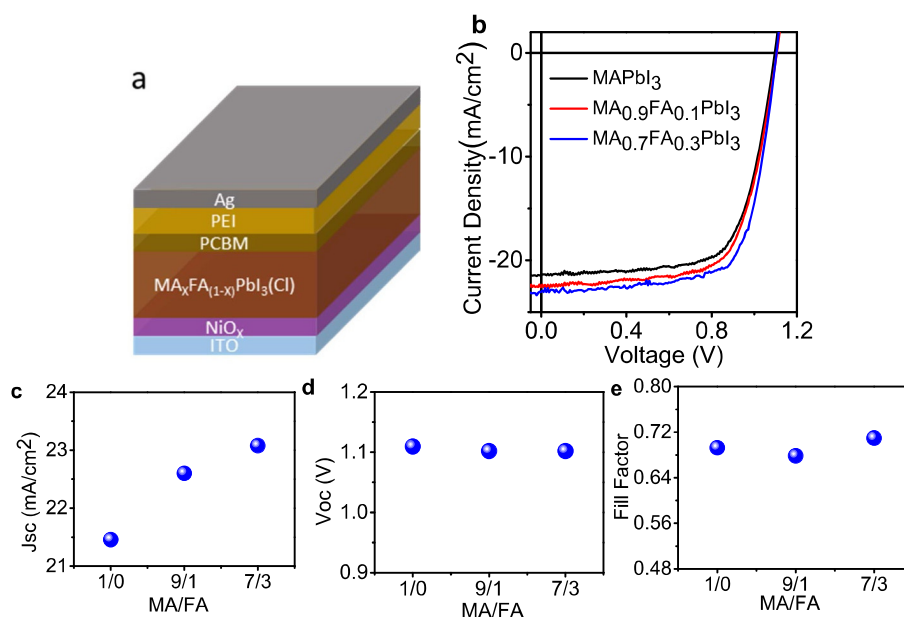 a
Ag
PEI
PCBM
MAₓFA₍₁₋ₓ₎PbI₃(Cl)
NiOₓ
ITO
b
Current Density(mA/cm²)
0
-10
-20
MAPbI₃
MA₀.₉FA₀.₁PbI₃
MA₀.₇FA₀.₃PbI₃
0.0 0.4 0.8 1.2
Voltage (V)
c
Jsc (mA/cm²)
24
23
22
21
1/0 9/1 7/3
MA/FA
d
Voc (V)
1.2
1.1
1.0
0.9
1/0 9/1 7/3
MA/FA
e
Fill Factor
0.80
0.72
0.64
0.56
0.48
1/0 9/1 7/3
MA/FA